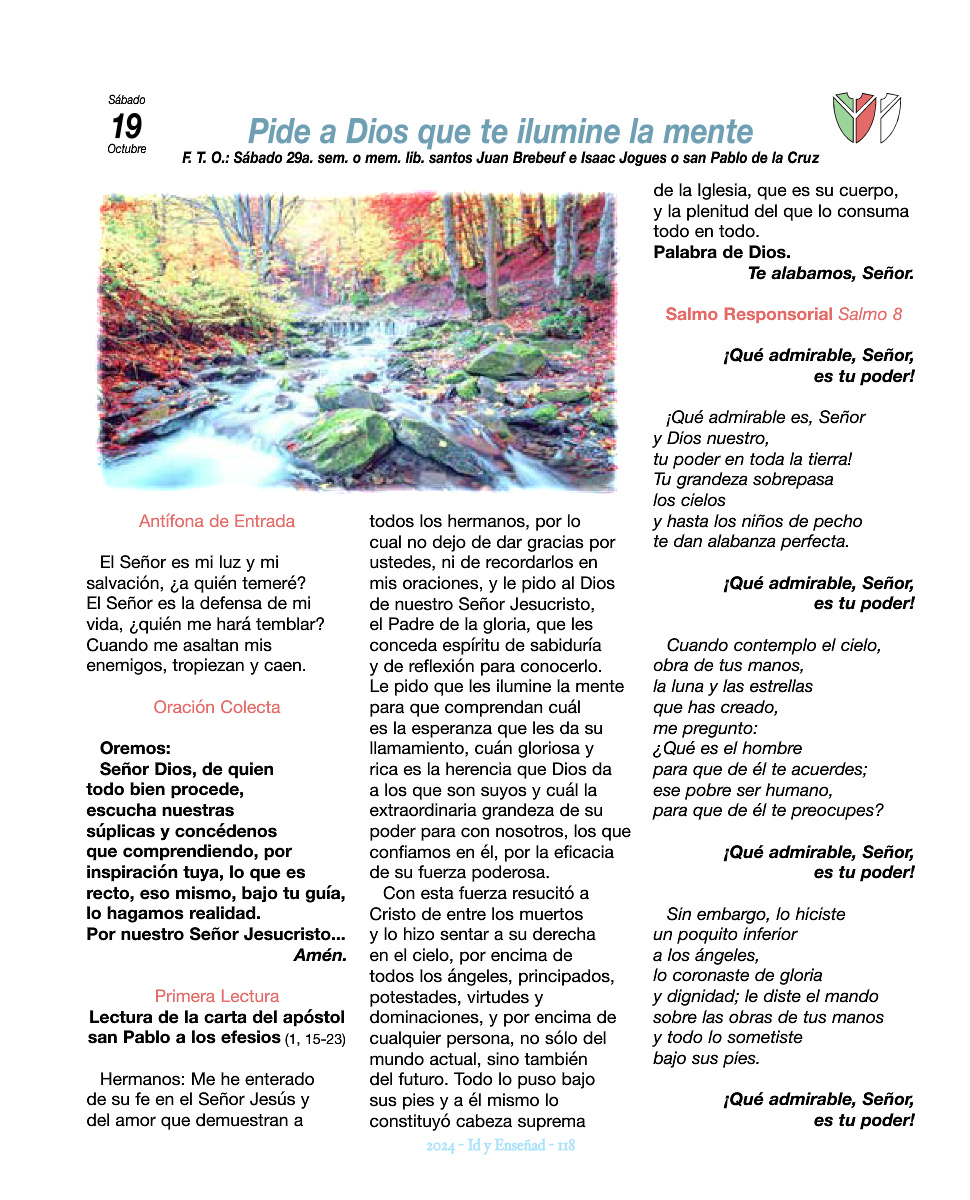 Sábado
19
Octubre
Pide a Dios que te ilumine la mente
F. T. O.: Sábado 29a. sem. o mem. lib. santos Juan Brebeuf e Isaac Jogues o san Pablo de la Cruz
Antífona de Entrada
El Señor es mi luz y mi
salvación, ¿a quién temeré?
El Señor es la defensa de mi
vida, ¿quién me hará temblar?
Cuando me asaltan mis
enemigos, tropiezan y caen.
Oración Colecta
Oremos:
Señor Dios, de quien
todo bien procede,
escucha nuestras
súplicas y concédenos
que comprendiendo, por
inspiración tuya, lo que es
recto, eso mismo, bajo tu guía,
lo hagamos realidad.
Por nuestro Señor Jesucristo...
Amén.
Primera Lectura
Lectura de la carta del apóstol
san Pablo a los efesios (1, 15-23)
Hermanos: Me he enterado
de su fe en el Señor Jesús y
del amor que demuestran a
todos los hermanos, por lo
cual no dejo de dar gracias por
ustedes, ni de recordarlos en
mis oraciones, y le pido al Dios
de nuestro Señor Jesucristo,
el Padre de la gloria, que les
conceda espíritu de sabiduría
y de reflexión para conocerlo.
Le pido que les ilumine la mente
para que comprendan cuál
es la esperanza que les da su
llamamiento, cuán gloriosa y
rica es la herencia que Dios da
a los que son suyos y cuál la
extraordinaria grandeza de su
poder para con nosotros, los que
confiamos en él, por la eficacia
de su fuerza poderosa.
Con esta fuerza resucitó a
Cristo de entre los muertos
y lo hizo sentar a su derecha
en el cielo, por encima de
todos los ángeles, principados,
potestades, virtudes y
dominaciones, y por encima de
cualquier persona, no sólo del
mundo actual, sino también
del futuro. Todo lo puso bajo
sus pies y a él mismo lo
constituyó cabeza suprema
de la Iglesia, que es su cuerpo,
y la plenitud del que lo consuma
todo en todo.
Palabra de Dios.
Te alabamos, Señor.
Salmo Responsorial Salmo 8
¡Qué admirable, Señor,
es tu poder!
¡Qué admirable es, Señor
y Dios nuestro,
tu poder en toda la tierra!
Tu grandeza sobrepasa
los cielos
y hasta los niños de pecho
te dan alabanza perfecta.
¡Qué admirable, Señor,
es tu poder!
Cuando contemplo el cielo,
obra de tus manos,
la luna y las estrellas
que has creado,
me pregunto:
¿Qué es el hombre
para que de él te acuerdes;
ese pobre ser humano,
para que de él te preocupes?
¡Qué admirable, Señor,
es tu poder!
Sin embargo, lo hiciste
un poquito inferior
a los ángeles,
lo coronaste de gloria
y dignidad; le diste el mando
sobre las obras de tus manos
y todo lo sometiste
bajo sus pies.
¡Qué admirable, Señor,
es tu poder!
2024 - Id y Enseñad - 118